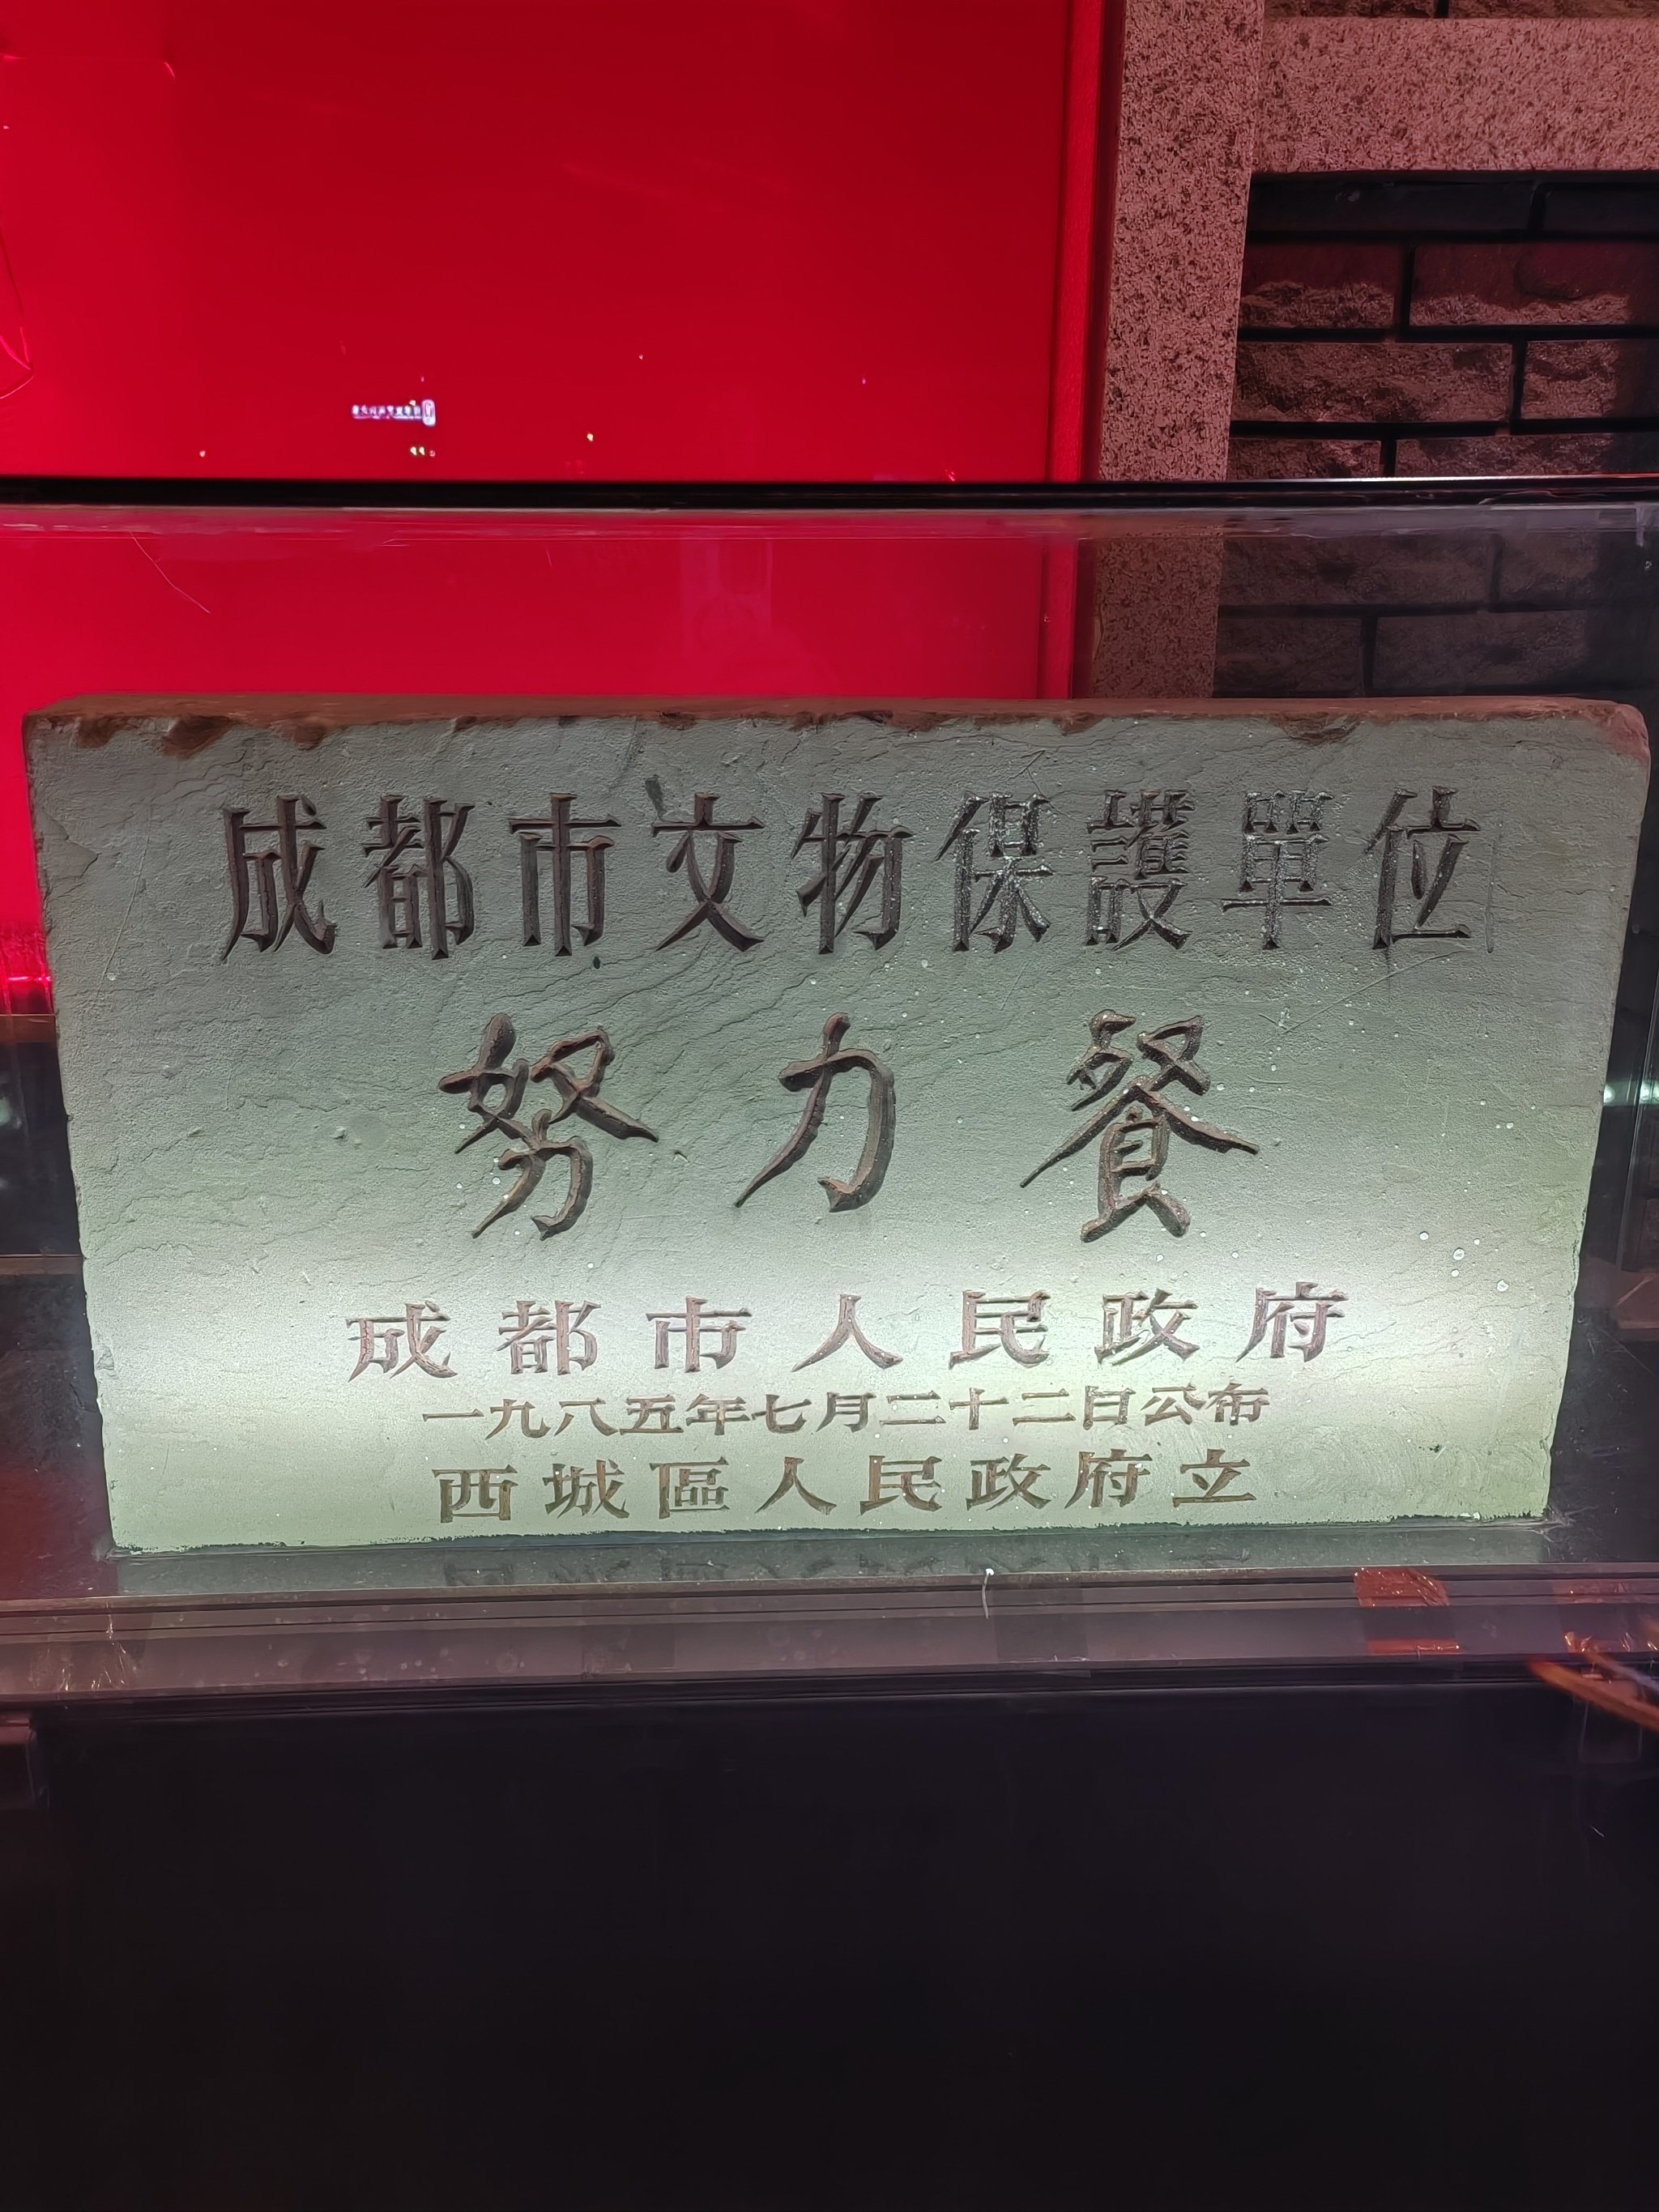 成都市文物保護單位
努力餐
成都市人民政府
一九八五年七月二十二日公布
西城區人民政府立